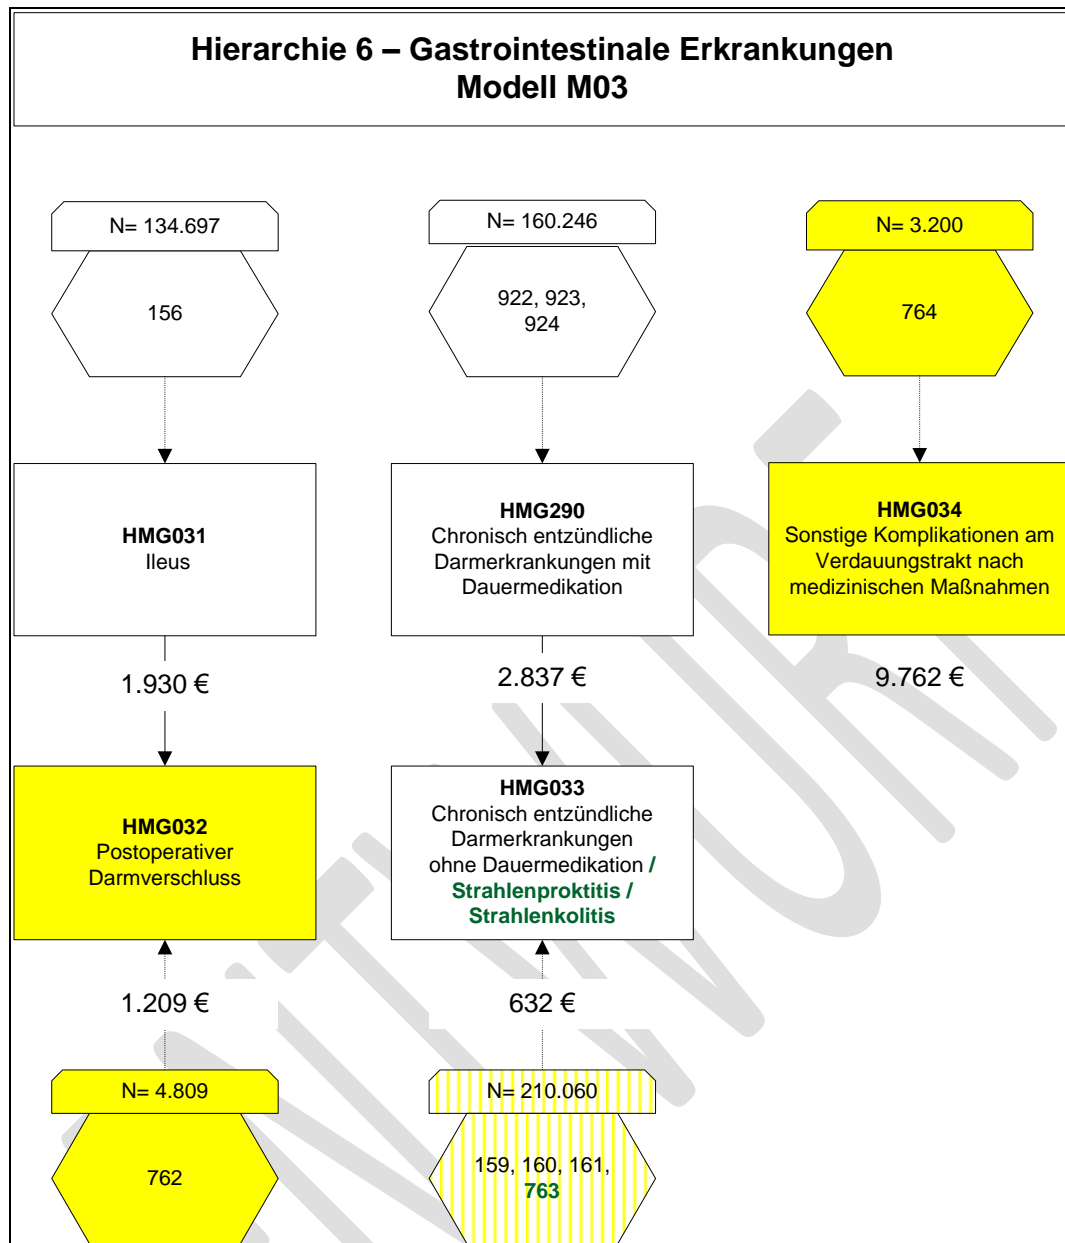 Hierarchie 6 – Gastrointestinale Erkrankungen
Modell M03
N= 134.697
156
N= 160.246
922, 923,
924
N= 3.200
764
HMG031
Ileus
HMG290
Chronisch entzündliche
Darmerkrankungen mit
Dauermedikation
HMG034
Sonstige Komplikationen am
Verdauungstrakt nach
medizinischen Maßnahmen
1.930 €
2.837 €
9.762 €
HMG032
Postoperativer
Darmverschluss
HMG033
Chronisch entzündliche
Darmerkrankungen
ohne Dauermedikation /
Strahlenproktitis /
Strahlenkolitis
1.209 €
632 €
N= 4.809
762
N= 210.060
159, 160, 161,
763
ENTWURF